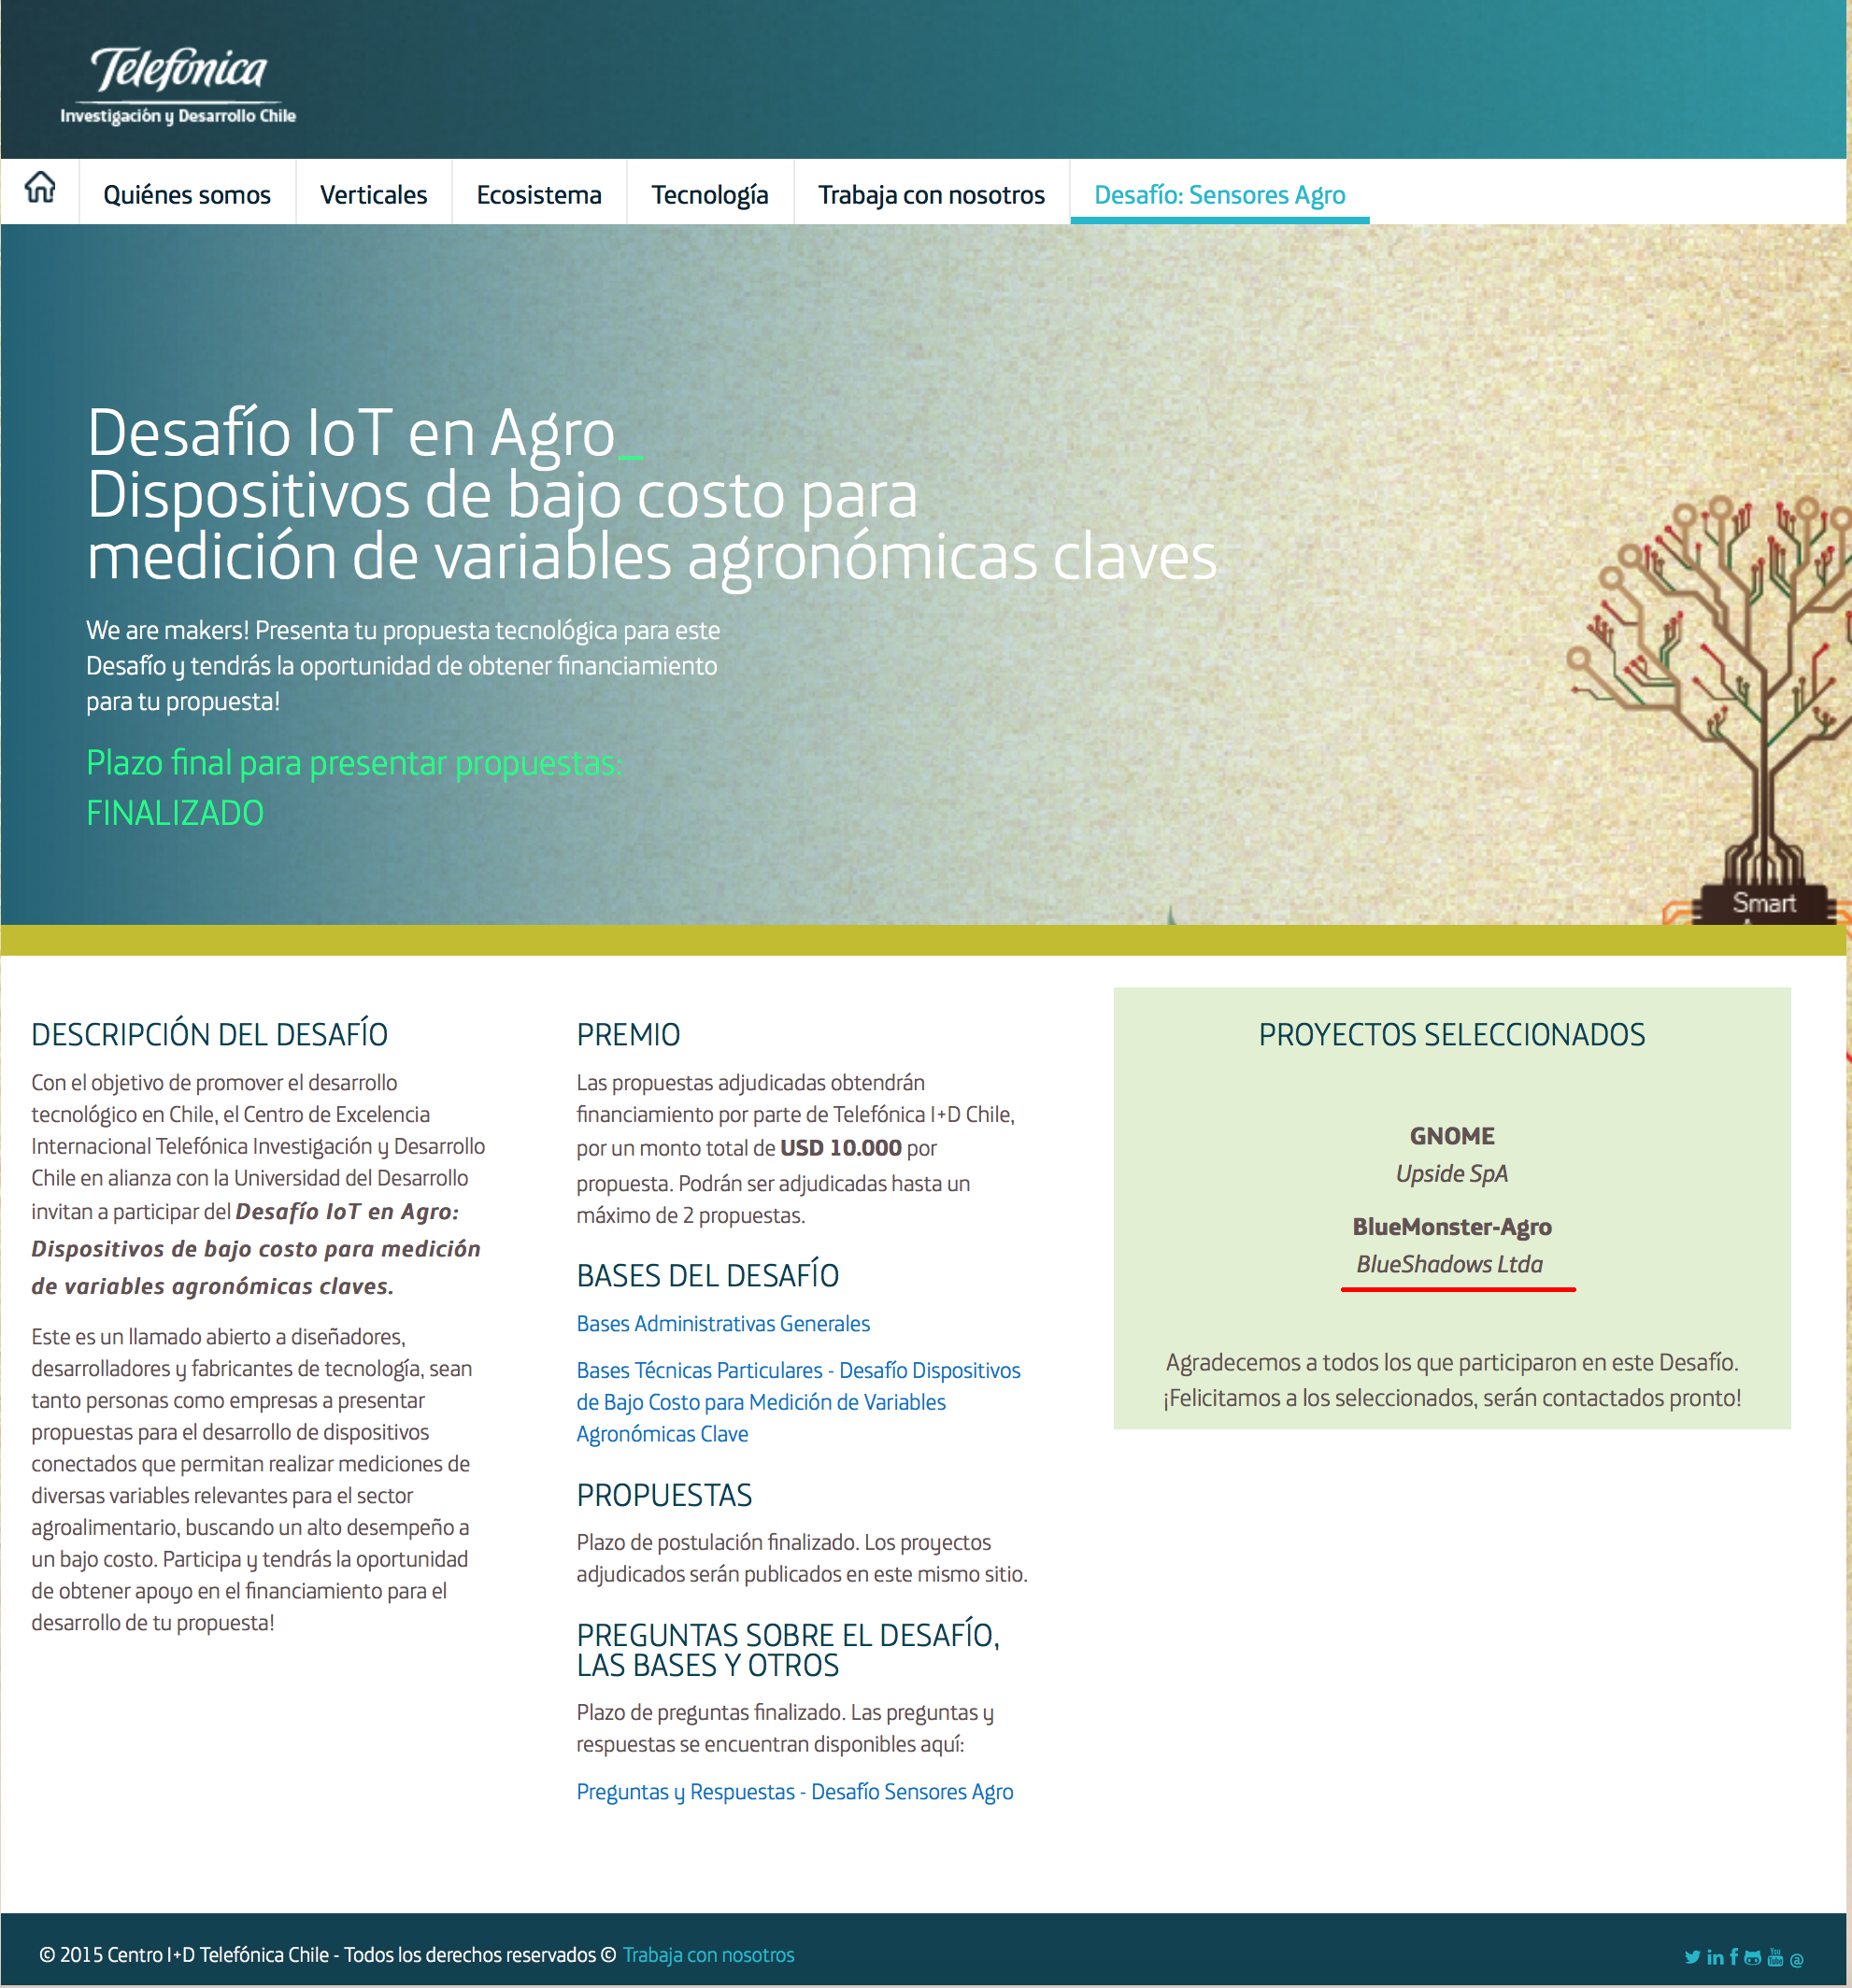 Telefónica
Investigación y Desarrollo Chile
Quiénes somos
Verticales
Ecosistema
Tecnología
Trabaja con nosotros
Desafío: Sensores Agro
Desafío IoT en Agro_
Dispositivos de bajo costo para
medición de variables agronómicas claves
We are makers! Presenta tu propuesta tecnológica para este
Desafío y tendrás la oportunidad de obtener financiamiento
para tu propuesta!
Plazo final para presentar propuestas:
FINALIZADO
Smart
DESCRIPCIÓN DEL DESAFÍO
Con el objetivo de promover el desarrollo
tecnológico en Chile, el Centro de Excelencia
Internacional Telefónica Investigación y Desarrollo
Chile en alianza con la Universidad del Desarrollo
invitan a participar del Desafío IoT en Agro:
Dispositivos de bajo costo para medición
de variables agronómicas claves.
Este es un llamado abierto a diseñadores,
desarrolladores y fabricantes de tecnología, sean
tanto personas como empresas a presentar
propuestas para el desarrollo de dispositivos
conectados que permitan realizar mediciones de
diversas variables relevantes para el sector
agroalimentario, buscando un alto desempeño a
un bajo costo. Participa y tendrás la oportunidad
de obtener apoyo en el financiamiento para el
desarrollo de tu propuesta!
PREMIO
Las propuestas adjudicadas obtendrán
financiamiento por parte de Telefónica I+D Chile,
por un monto total de USD 10.000 por
propuesta. Podrán ser adjudicadas hasta un
máximo de 2 propuestas.
BASES DEL DESAFÍO
Bases Administrativas Generales
Bases Técnicas Particulares - Desafío Dispositivos
de Bajo Costo para Medición de Variables
Agronómicas Clave
PROPUESTAS
Plazo de postulación finalizado. Los proyectos
adjudicados serán publicados en este mismo sitio.
PREGUNTAS SOBRE EL DESAFÍO,
LAS BASES Y OTROS
Plazo de preguntas finalizado. Las preguntas y
respuestas se encuentran disponibles aquí:
Preguntas y Respuestas - Desafío Sensores Agro
PROYECTOS SELECCIONADOS
GNOME
Upside SpA
BlueMonster-Agro
BlueShadows Ltda
Agradecemos a todos los que participaron en este Desafío.
¡Felicitamos a los seleccionados, serán contactados pronto!
© 2015 Centro I+D Telefónica Chile - Todos los derechos reservados © Trabaja con nosotros